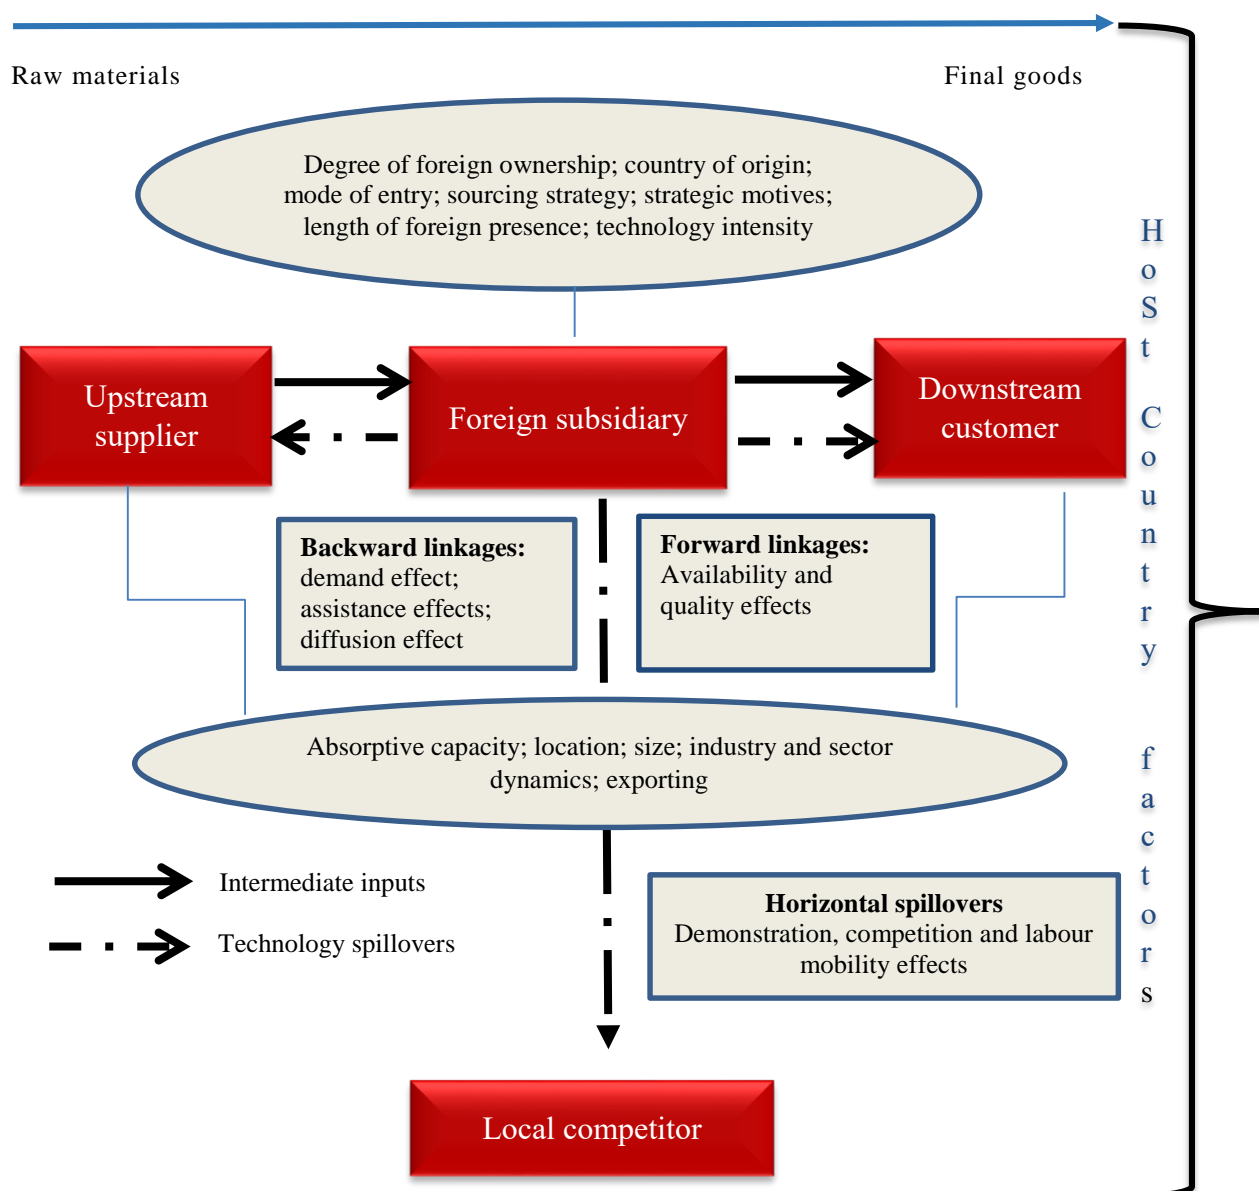 Raw materials
Final goods
Degree of foreign ownership; country of origin;
mode of entry; sourcing strategy; strategic motives;
length of foreign presence; technology intensity
Upstream
supplier
Foreign subsidiary
Downstream
customer
Backward linkages:
demand effect;
assistance effects;
diffusion effect
Forward linkages:
Availability and
quality effects
Absorptive capacity; location; size; industry and sector
dynamics; exporting
Intermediate inputs
Technology spillovers
Horizontal spillovers
Demonstration, competition and labour
mobility effects
Local competitor
HoSt Country factors